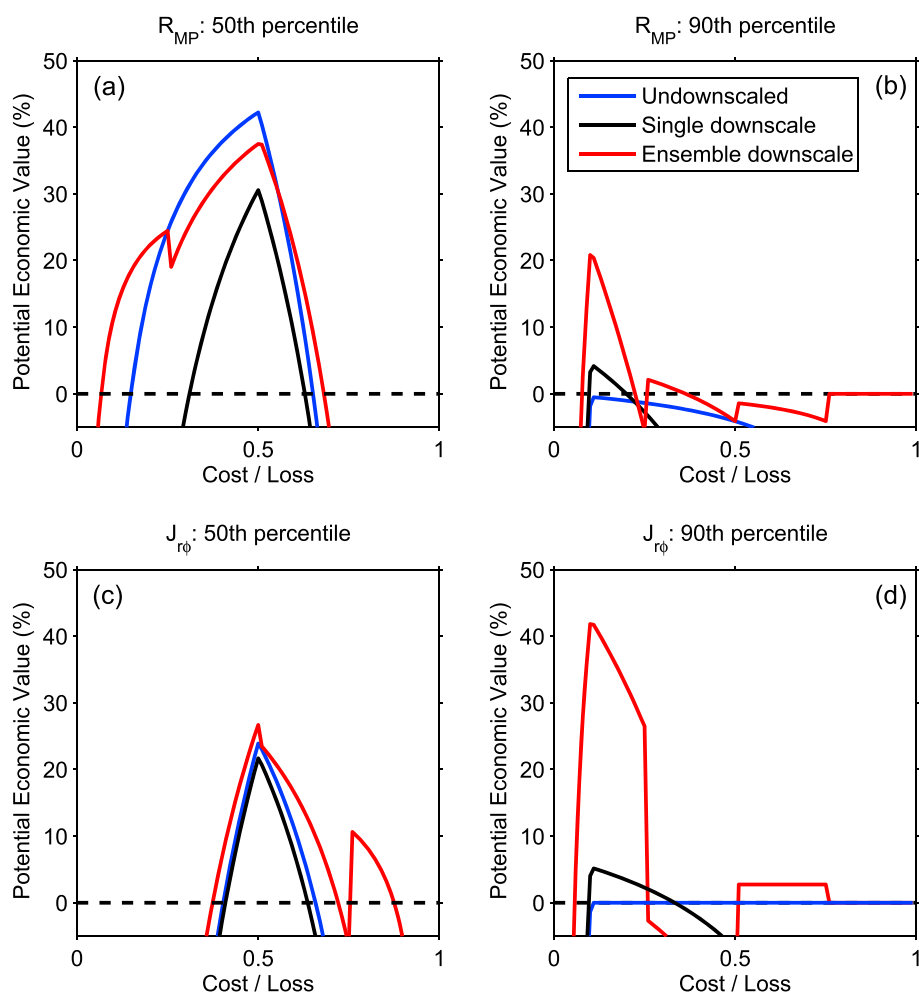 R_MP: 50th percentile
50
40
30
20
10
0
Potential Economic Value (%)
(a)
0
0.5
1
Cost / Loss
R_MP: 90th percentile
50
40
30
20
10
0
Potential Economic Value (%)
(b)
Undownscaled
Single downscale
Ensemble downscale
0
0.5
1
Cost / Loss
J_rϕ: 50th percentile
50
40
30
20
10
0
Potential Economic Value (%)
(c)
0
0.5
1
Cost / Loss
J_rϕ: 90th percentile
50
40
30
20
10
0
Potential Economic Value (%)
(d)
0
0.5
1
Cost / Loss